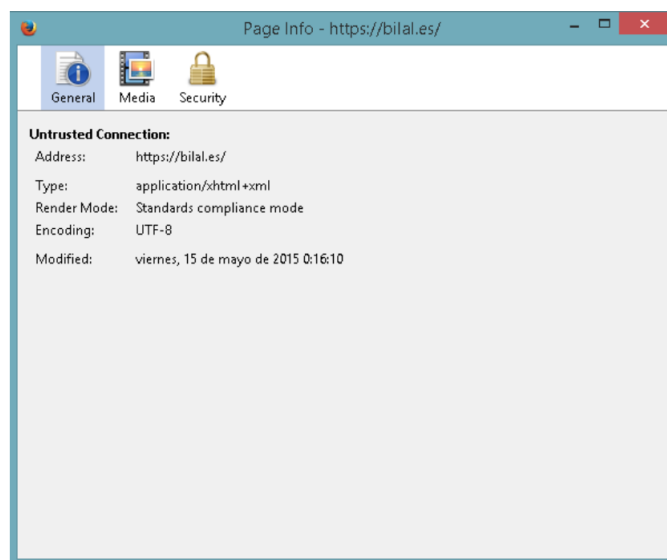 Page Info - https://bilal.es/
General Media Security
Untrusted Connection:
Address: https://bilal.es/
Type: application/xhtml+xml
Render Mode: Standards compliance mode
Encoding: UTF-8
Modified: viernes, 15 de mayo de 2015 0:16:10